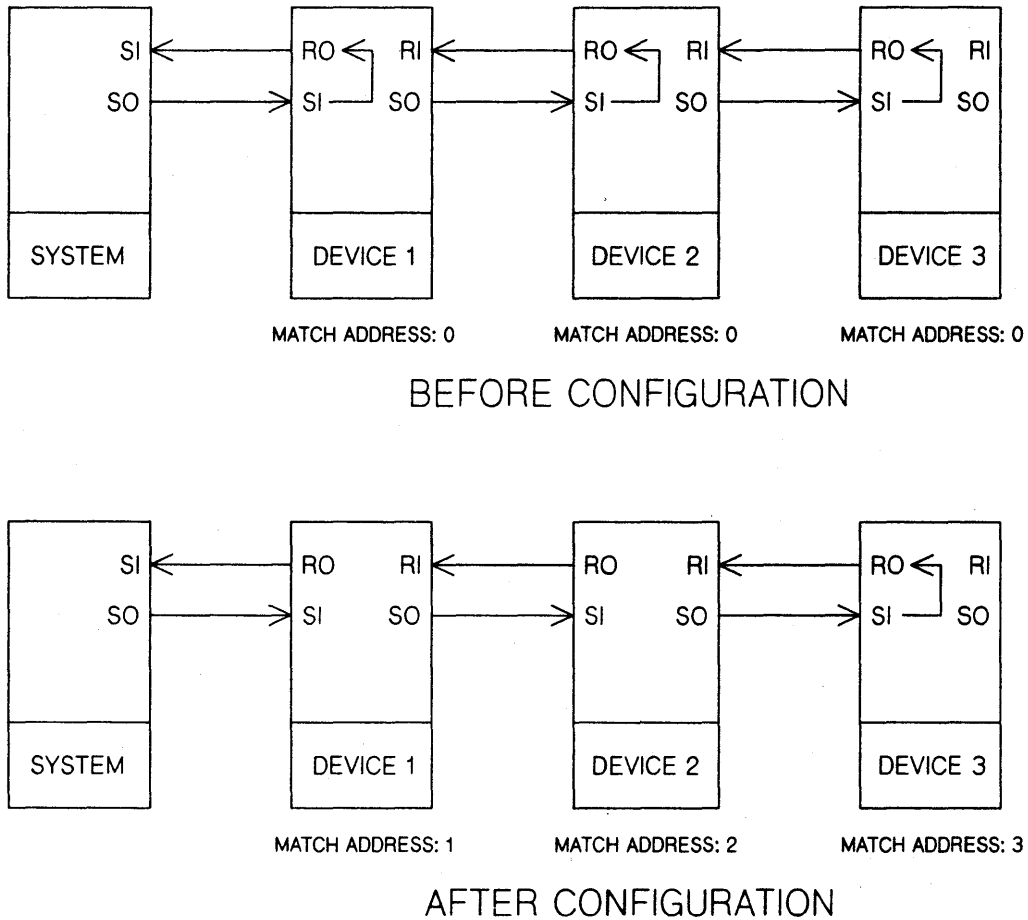 SI RO RI RO RI RO RI
SO SI SO SI SO SI SO
SYSTEM DEVICE 1 DEVICE 2 DEVICE 3
MATCH ADDRESS: 0 MATCH ADDRESS: 0 MATCH ADDRESS: 0
BEFORE CONFIGURATION
SI RO RI RO RI RO RI
SO SI SO SI SO SI SO
SYSTEM DEVICE 1 DEVICE 2 DEVICE 3
MATCH ADDRESS: 1 MATCH ADDRESS: 2 MATCH ADDRESS: 3
AFTER CONFIGURATION